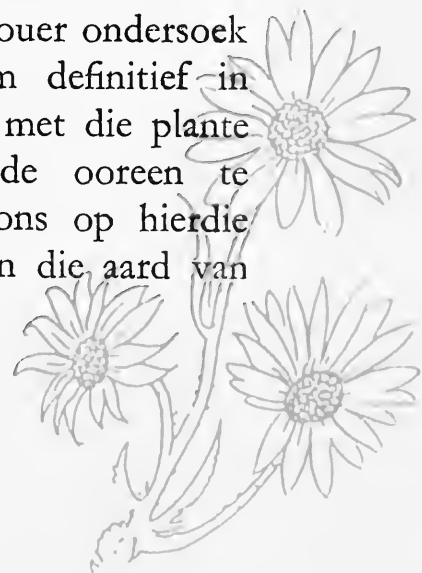 ouer ondersoek
definitief in
met die plante
de ooreen te
ons op hierdie
n die aard van